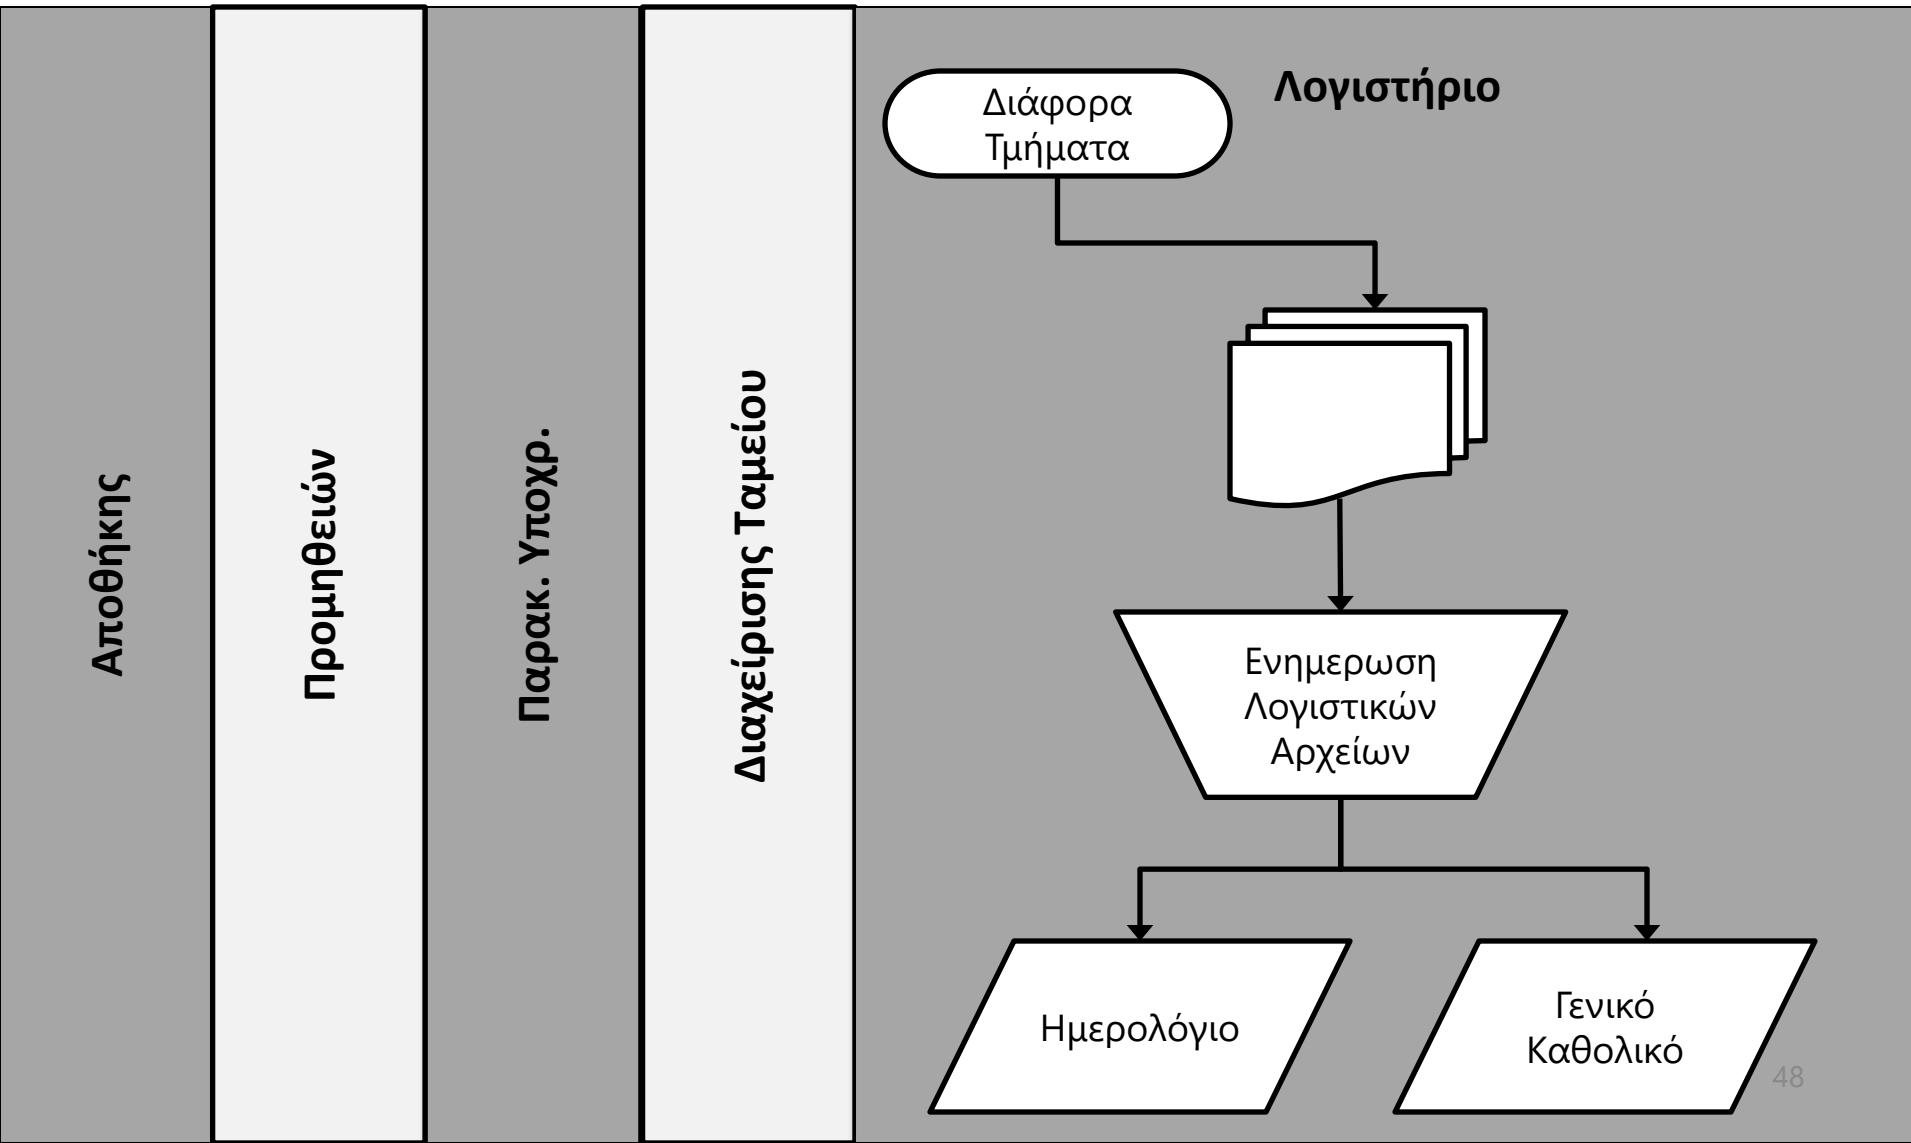 Αποθήκης
Προμηθειών
Παρακ. Υποχρ.
Διαχείρισης Ταμείου
Λογιστήριο
Διάφορα
Τμήματα
Ενημερωση
Λογιστικών
Αρχείων
Ημερολόγιο
Γενικό
Καθολικό
48